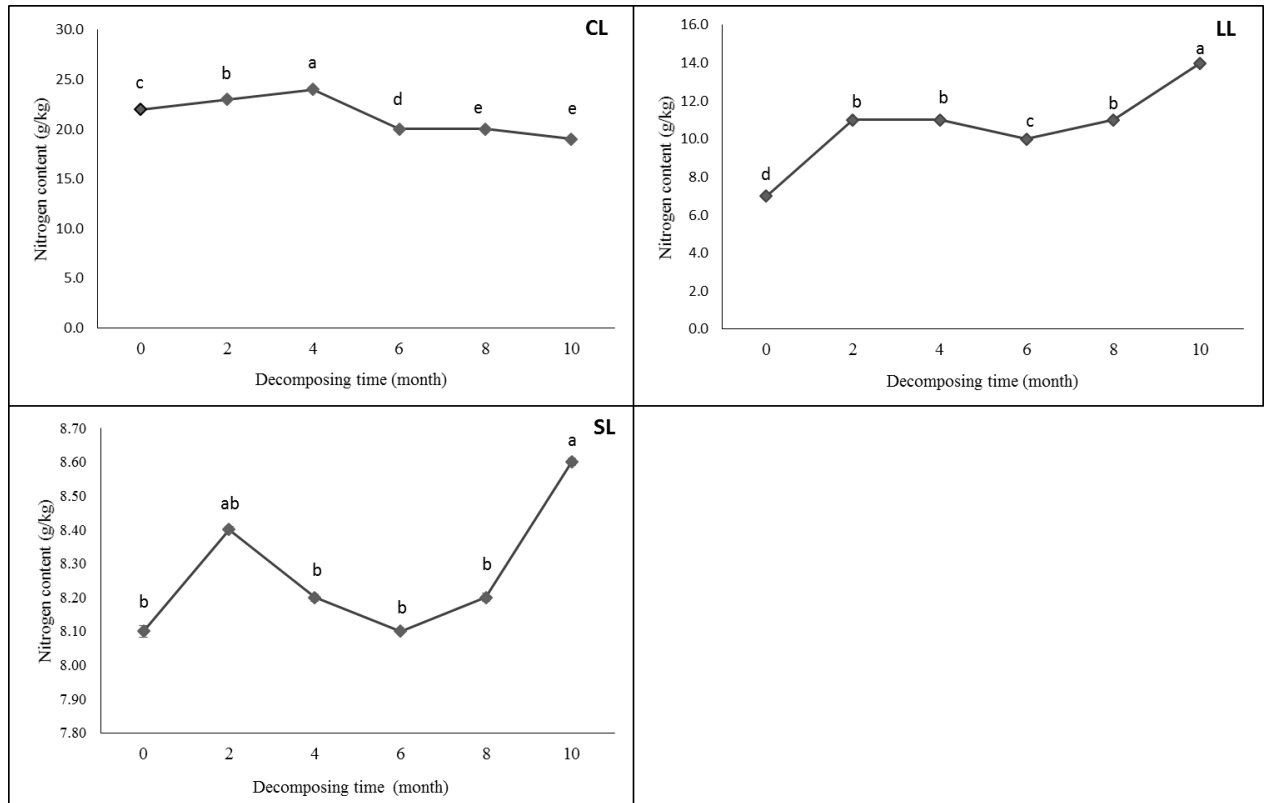 CL
Nitrogen content (g/kg)
30.0
25.0
20.0
15.0
10.0
5.0
0.0
c
b
a
d
e
e
0 2 4 6 8 10
Decomposing time (month)
LL
Nitrogen content (g/kg)
16.0
14.0
12.0
10.0
8.0
6.0
4.0
2.0
0.0
d
b
b
c
b
a
0 2 4 6 8 10
Decomposing time (month)
SL
Nitrogen content (g/kg)
8.70
8.60
8.50
8.40
8.30
8.20
8.10
8.00
7.90
7.80
b
ab
b
b
b
a
0 2 4 6 8 10
Decomposing time (month)